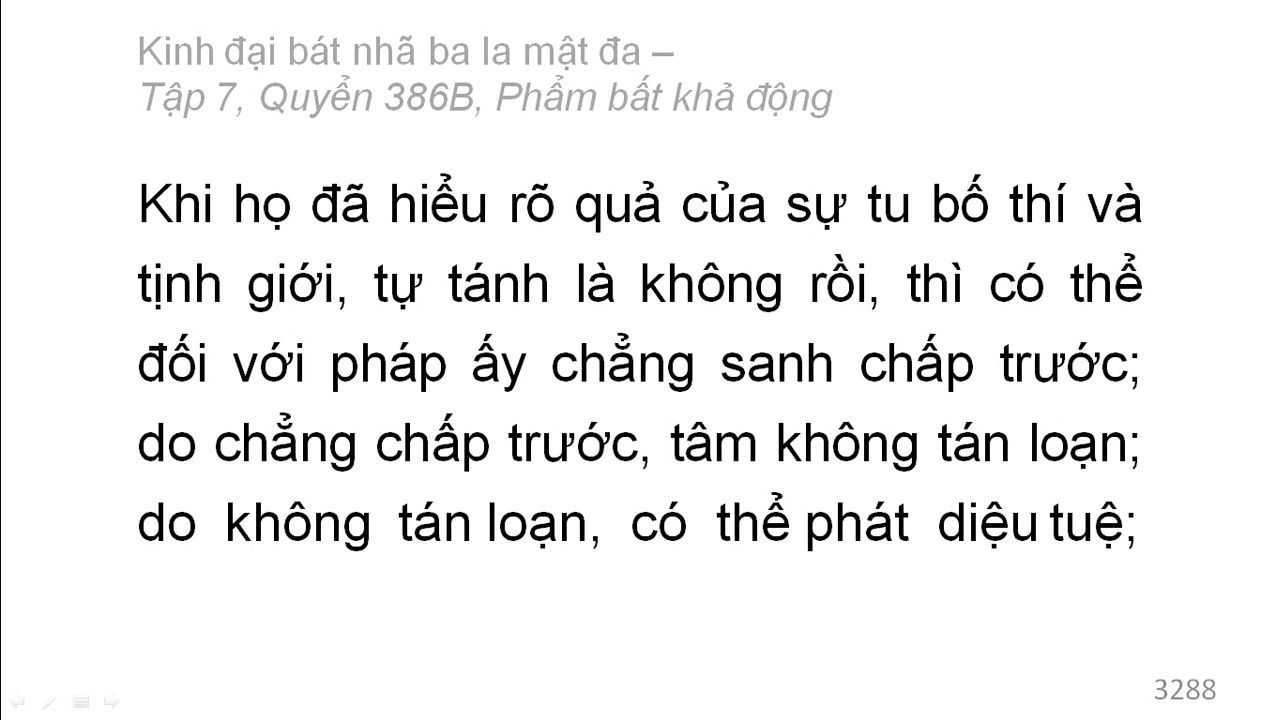 Kinh đại bát nhã ba la mật đa –
Tập 7, Quyển 386B, Phẩm bất khả động
Khi họ đã hiểu rõ quả của sự tu bố thí và
tịnh giới, tự tánh là không rồi, thì có thể
đối với pháp ấy chẳng sanh chấp trước;
do chẳng chấp trước, tâm không tán loạn;
do không tán loạn, có thể phát diệu tuệ;
3288